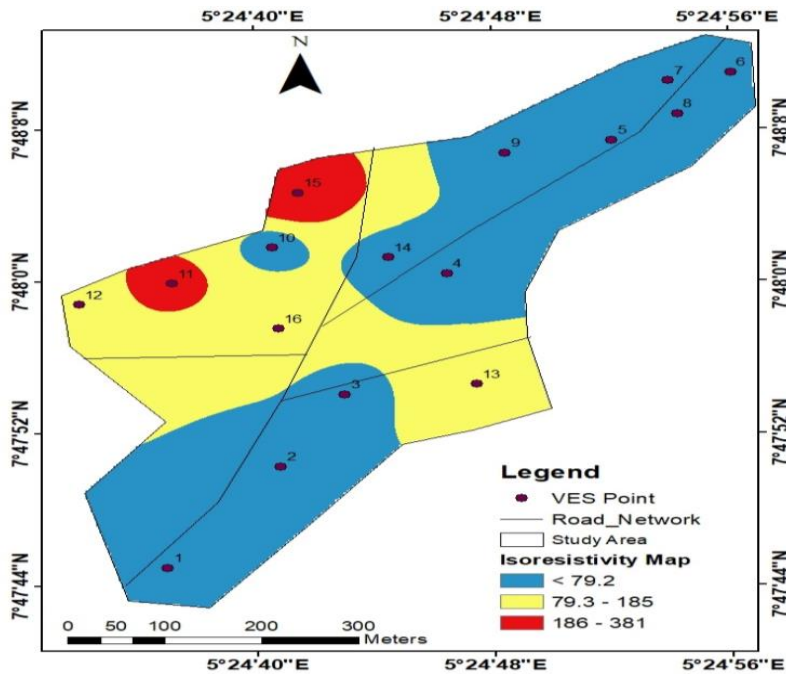 5°24'40"E 5°24'48"E 5°24'56"E
N
7°48'8"N 7°48'8"N
7°48'0"N 7°48'0"N
7°47'52"N 7°47'52"N
7°47'44"N 7°47'44"N
7
6
8
5
9
15
10
14
4
11
12
16
13
3
2
1
Legend
VES Point
Road_Network
Study Area
Isoresistivity Map
< 79.2
79.3 - 185
186 - 381
0 50 100 200 300
Meters
5°24'40"E 5°24'48"E 5°24'56"E